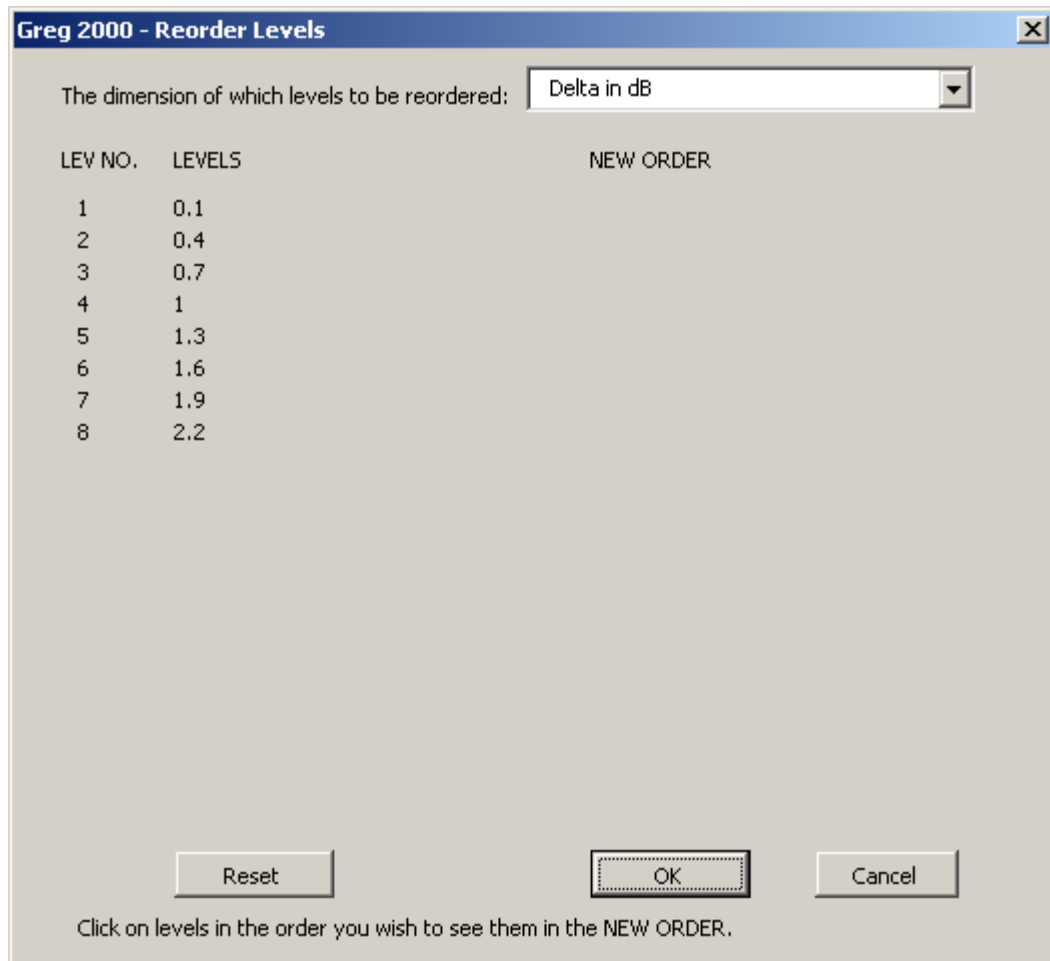 Greg 2000 - Reorder Levels
The dimension of which levels to be reordered: Delta in dB
LEV NO. LEVELS NEW ORDER
1 0.1
2 0.4
3 0.7
4 1
5 1.3
6 1.6
7 1.9
8 2.2
Reset OK Cancel
Click on levels in the order you wish to see them in the NEW ORDER.